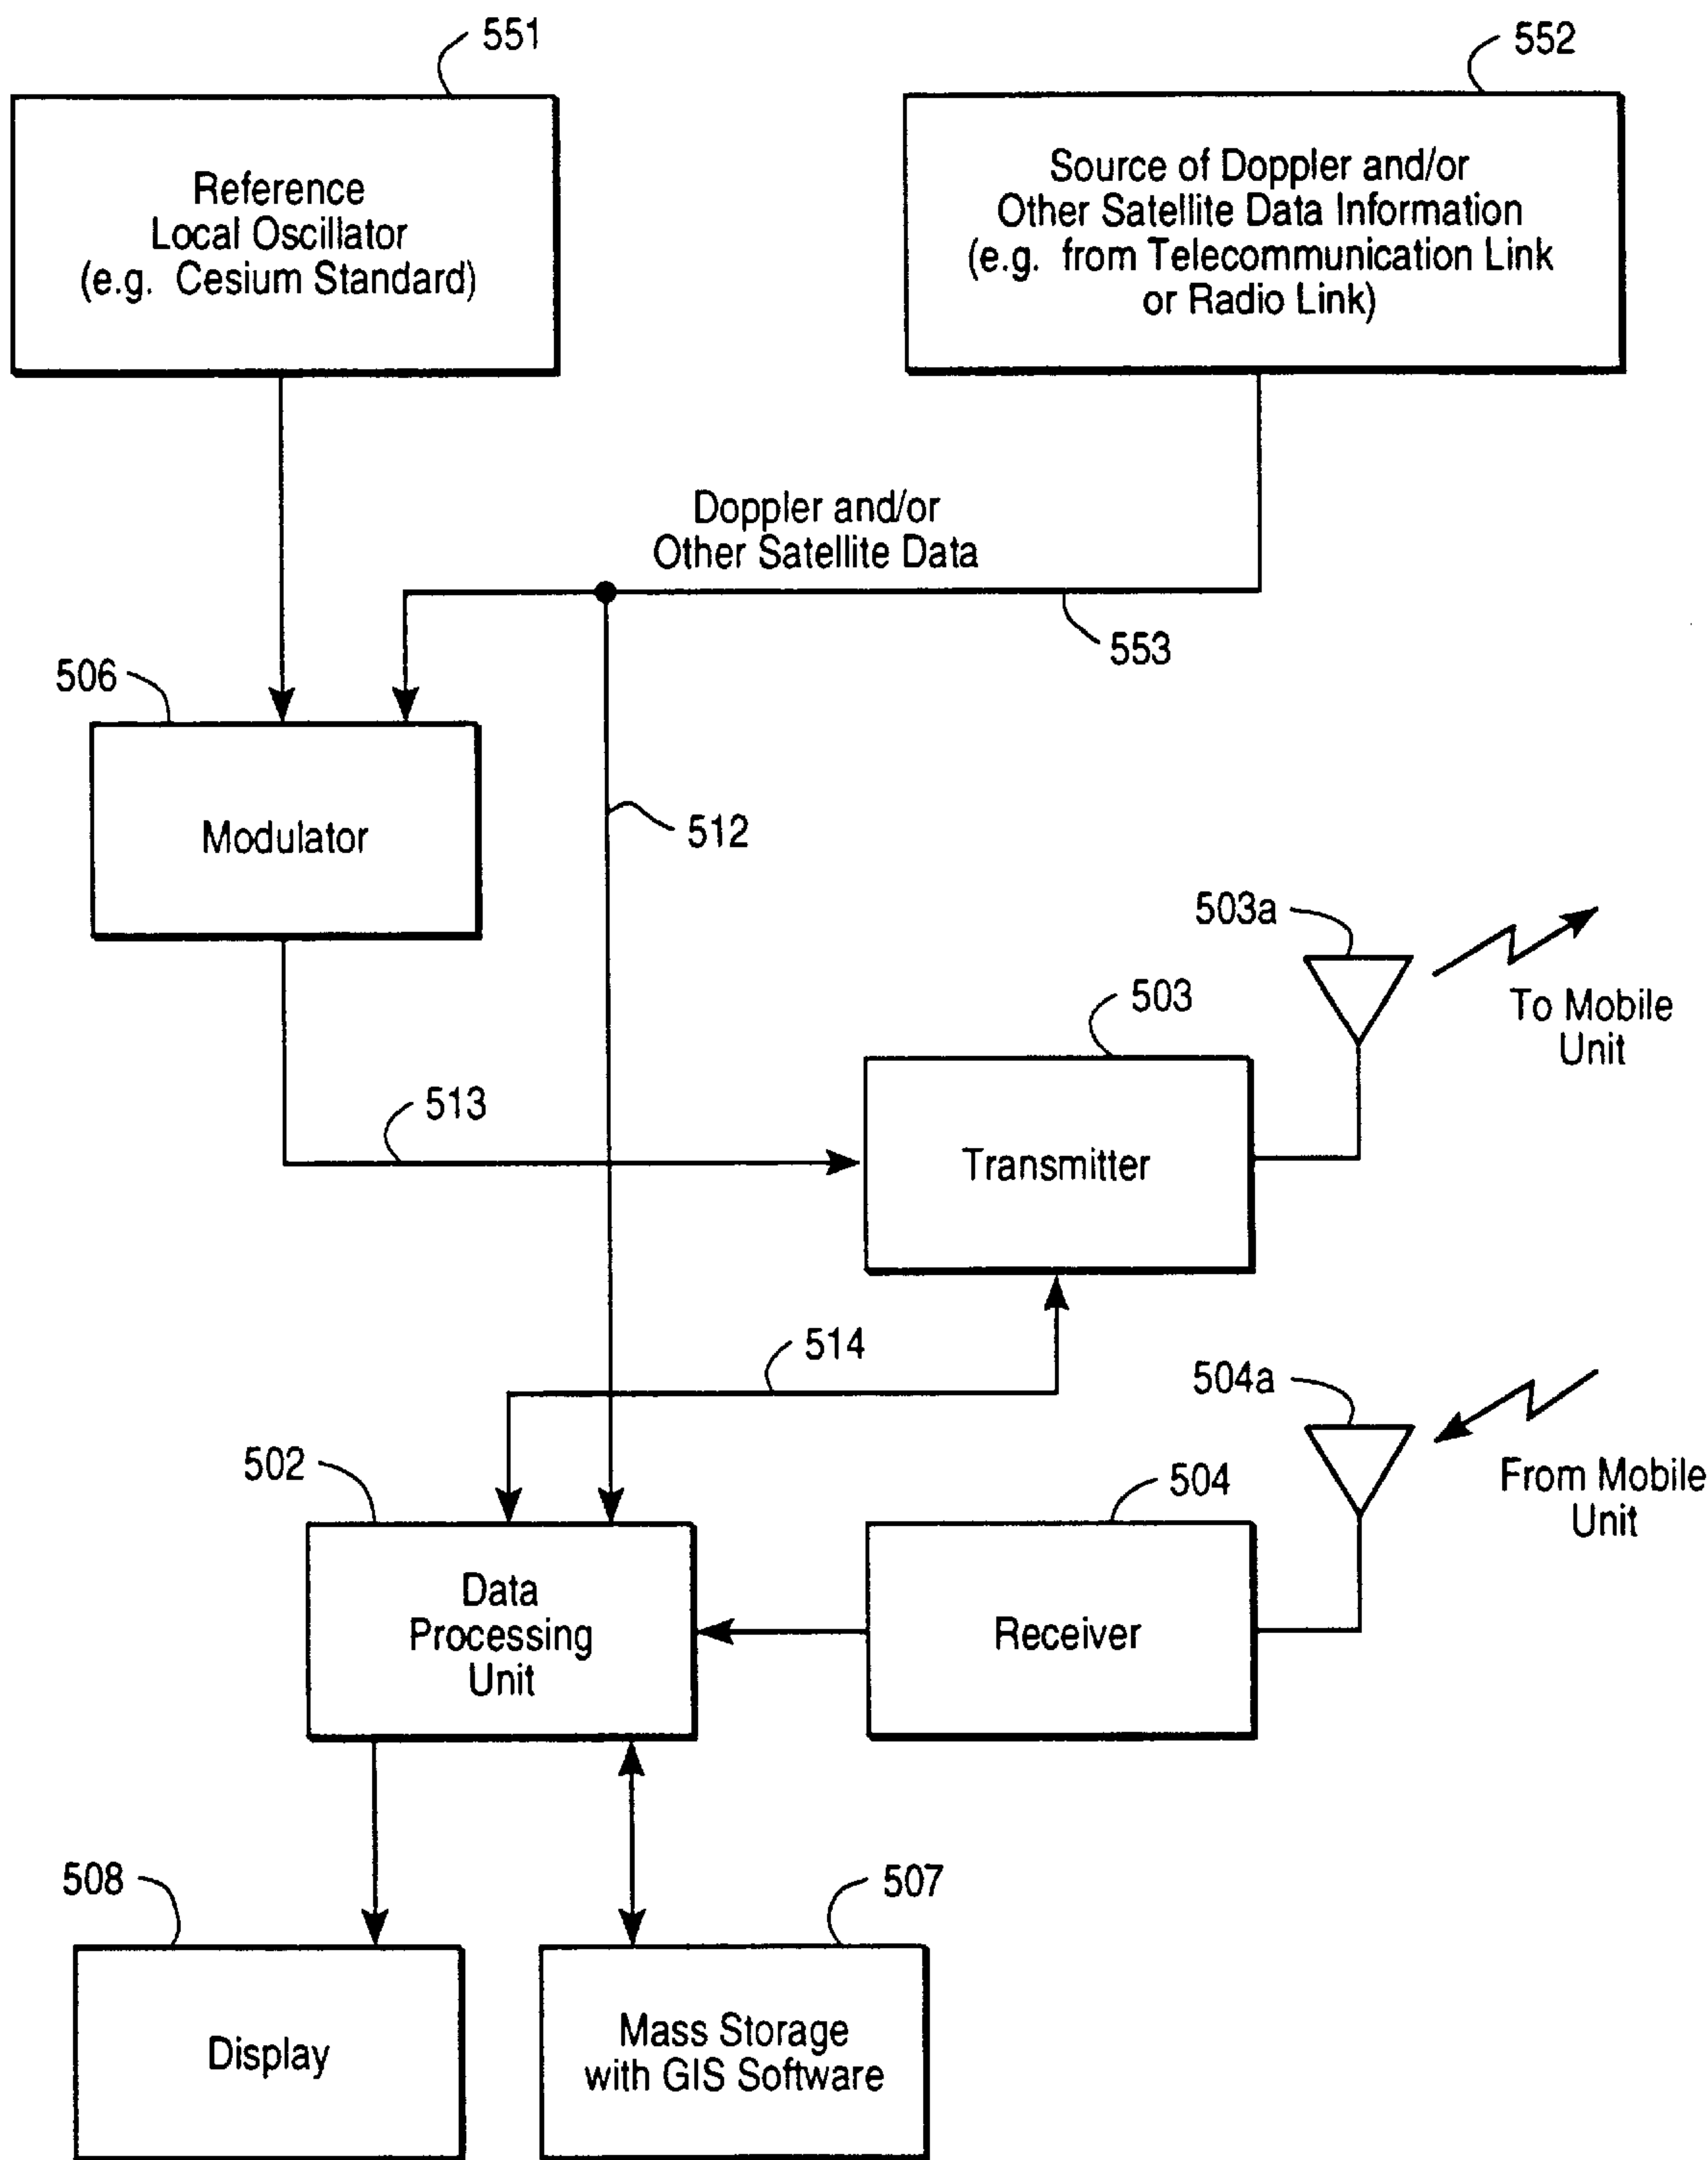 551
552
Reference
Local Oscillator
(e.g. Cesium Standard)
Source of Doppler and/or
Other Satellite Data Information
(e.g. from Telecommunication Link
or Radio Link)
Doppler and/or
Other Satellite Data
553
506
Modulator
512
503a
To Mobile
Unit
503
513
Transmitter
514
504a
From Mobile
Unit
502
504
Data
Processing
Unit
Receiver
508
507
Display
Mass Storage
with GIS Software